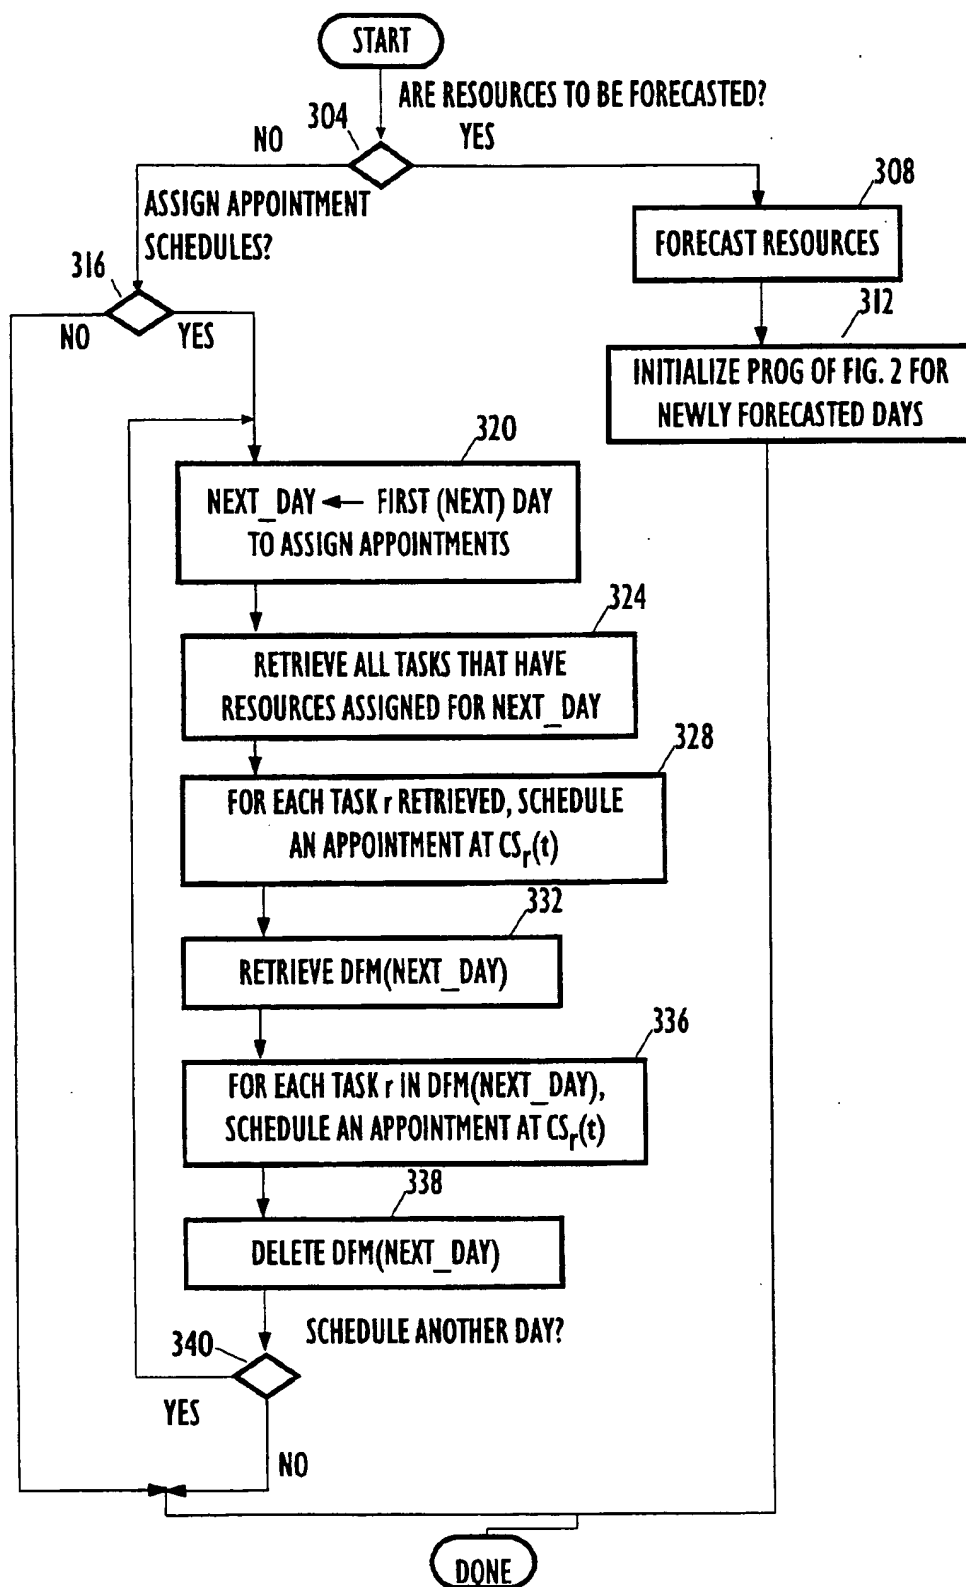 START
ARE RESOURCES TO BE FORECASTED?
304
NO
YES
ASSIGN APPOINTMENT
SCHEDULES?
308
FORECAST RESOURCES
316
NO
YES
312
INITIALIZE PROG OF FIG. 2 FOR
NEWLY FORECASTED DAYS
320
NEXT_DAY ← FIRST (NEXT) DAY
TO ASSIGN APPOINTMENTS
324
RETRIEVE ALL TASKS THAT HAVE
RESOURCES ASSIGNED FOR NEXT_DAY
328
FOR EACH TASK r RETRIEVED, SCHEDULE
AN APPOINTMENT AT CSr(t)
332
RETRIEVE DFM(NEXT_DAY)
336
FOR EACH TASK r IN DFM(NEXT_DAY),
SCHEDULE AN APPOINTMENT AT CSr(t)
338
DELETE DFM(NEXT_DAY)
SCHEDULE ANOTHER DAY?
340
YES
NO
DONE